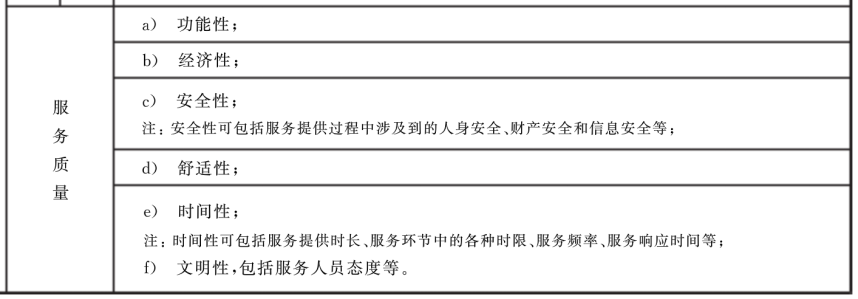 服
务
质
量
a） 功能性；
b） 经济性；
c） 安全性；
注：安全性可包括服务提供过程中涉及到的人身安全、财产安全和信息安全等；
d） 舒适性；
e） 时间性；
注：时间性可包括服务提供时长、服务环节中的各种时限、服务频率、服务响应时间等；
f） 文明性，包括服务人员态度等。